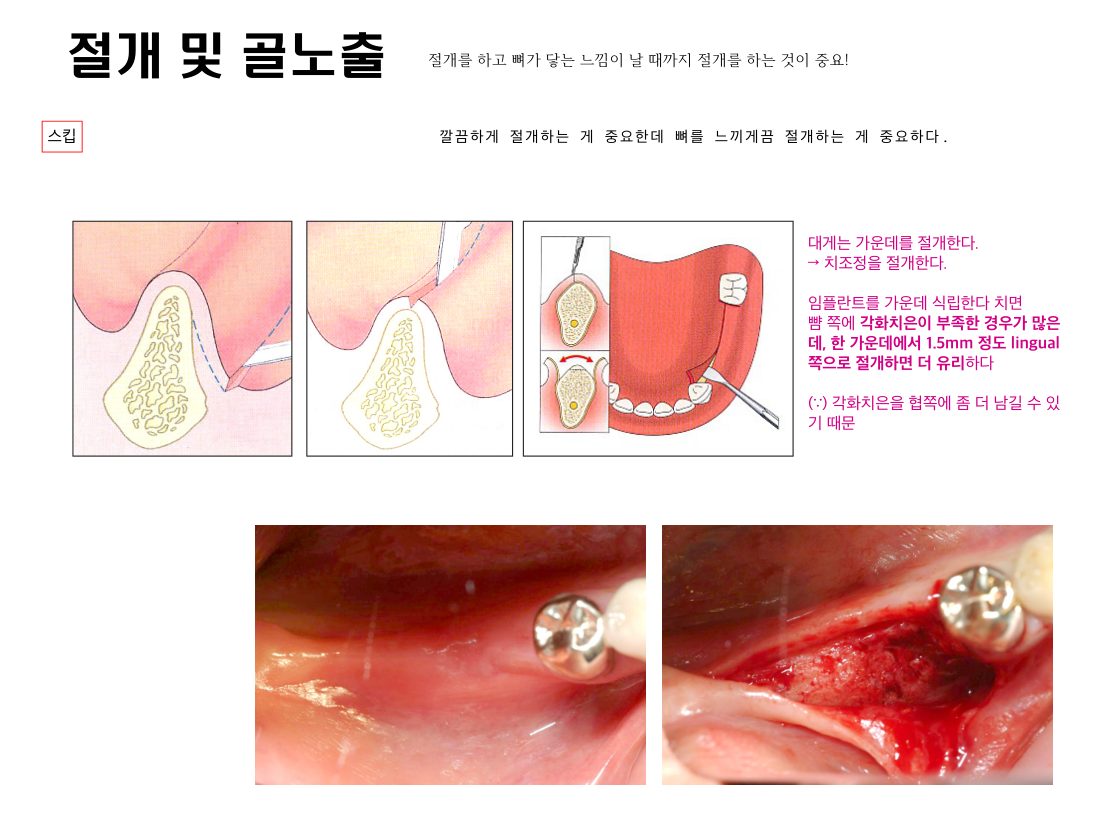 절개 및 골노출
절개를 하고 뼈가 닿는 느낌이 날 때까지 절개를 하는 것이 중요!
스킵
깔끔하게 절개하는 게 중요한데 뼈를 느끼게끔 절개하는 게 중요하다.
대게는 가운데를 절개한다.
→ 치조정을 절개한다.
임플란트를 가운데 식립한다 치면
뺨 쪽에 각화치은이 부족한 경우가 많은
데, 한 가운데에서 1.5mm 정도 lingual
쪽으로 절개하면 더 유리하다
(∵) 각화치은을 협쪽에 좀 더 남길 수 있
기 때문